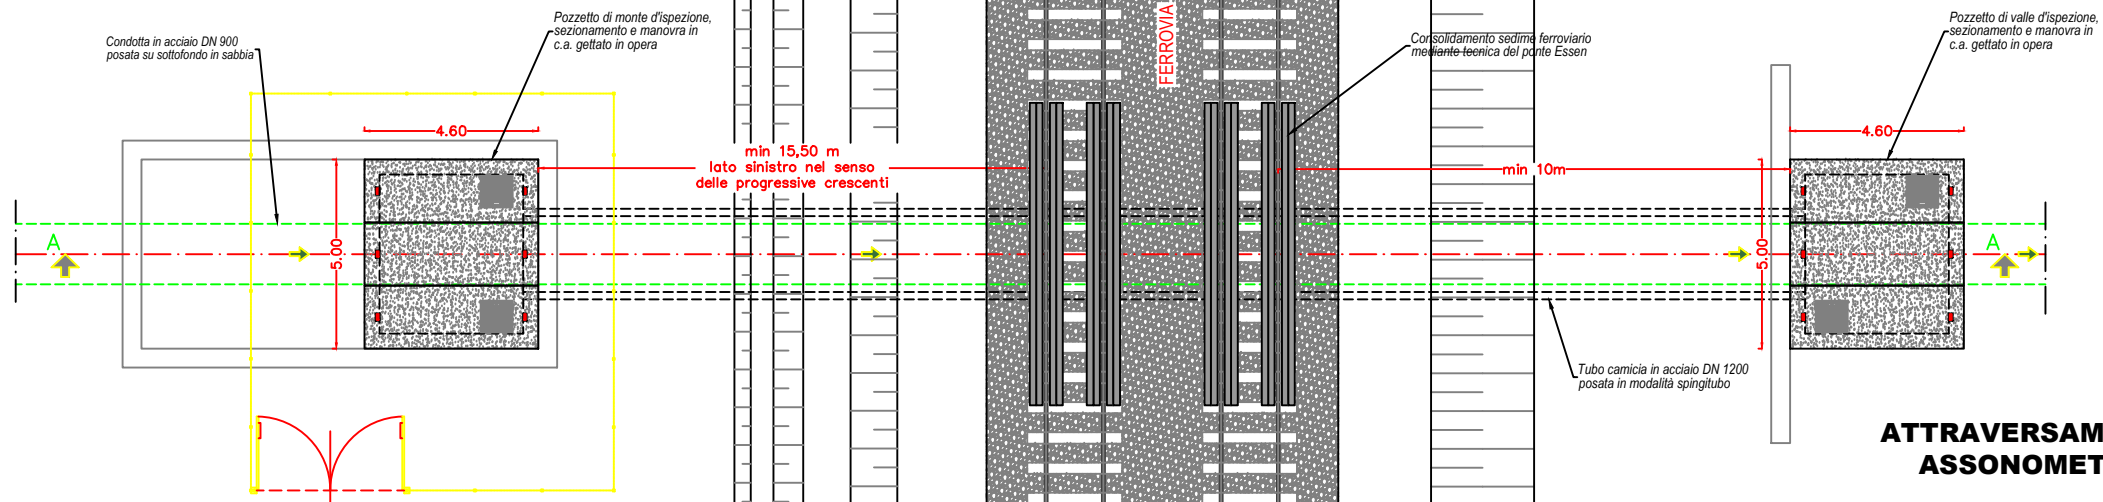 Condotta in acciaio DN 900
posata su sottofondo in sabbia
Pozzetto di monte d'ispezione,
sezionamento e manovra in
c.a. gettato in opera
FERROVIA
Consolidamento sedime ferroviario
mediante tecnica del ponte Essen
Pozzetto di valle d'ispezione,
sezionamento e manovra in
c.a. gettato in opera
4.60
4.60
min 15,50 m
lato sinistro nel senso
delle progressive crescenti
min 10m
A
5.00
5.00
A
Tubo camicia in acciaio DN 1200
posata in modalità spingitubo
ATTRAVERSAM
ASSONOMET